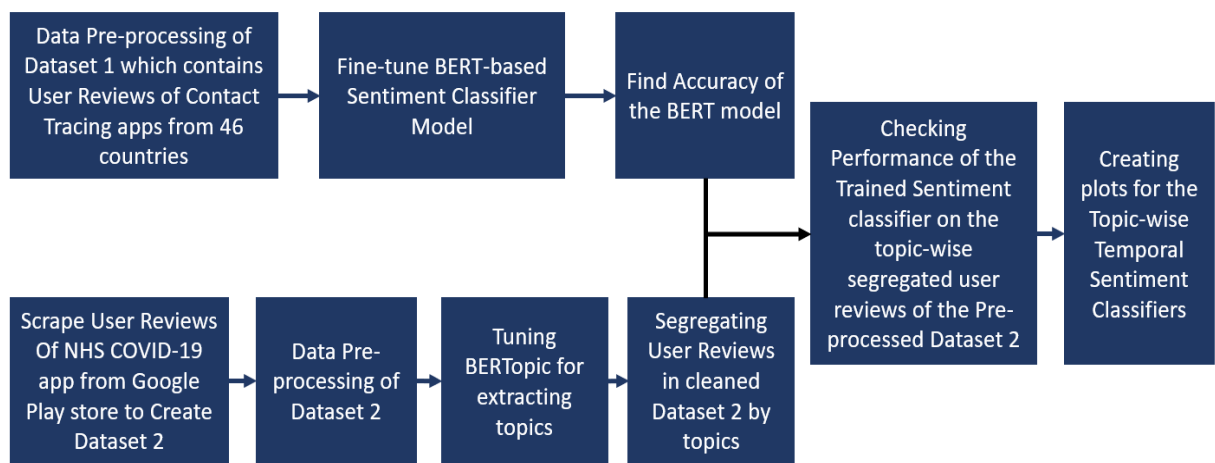 Data Pre-processing of
Dataset 1 which contains
User Reviews of Contact
Tracing apps from 46
countries
Fine-tune BERT-based
Sentiment Classifier
Model
Find Accuracy of
the BERT model
Checking
Performance of the
Trained Sentiment
classifier on the
topic-wise
segregated user
reviews of the Pre-
processed Dataset 2
Creating
plots for the
Topic-wise
Temporal
Sentiment
Classifiers
Scrape User Reviews
Of NHS COVID-19
app from Google
Play store to Create
Dataset 2
Data Pre-
processing of
Dataset 2
Tuning
BERTopic for
extracting
topics
Segregating
User Reviews
in cleaned
Dataset 2 by
topics